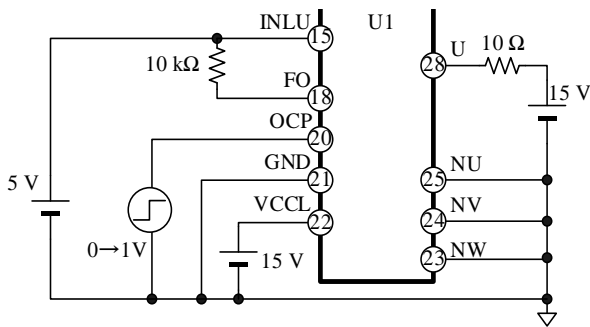 INLU 15 U1
10 kΩ
FO 18
OCP 20
GND 21
5 V
VCCL 22
0→1V
15 V
28 U 10 Ω
15 V
25 NU
24 NV
23 NW